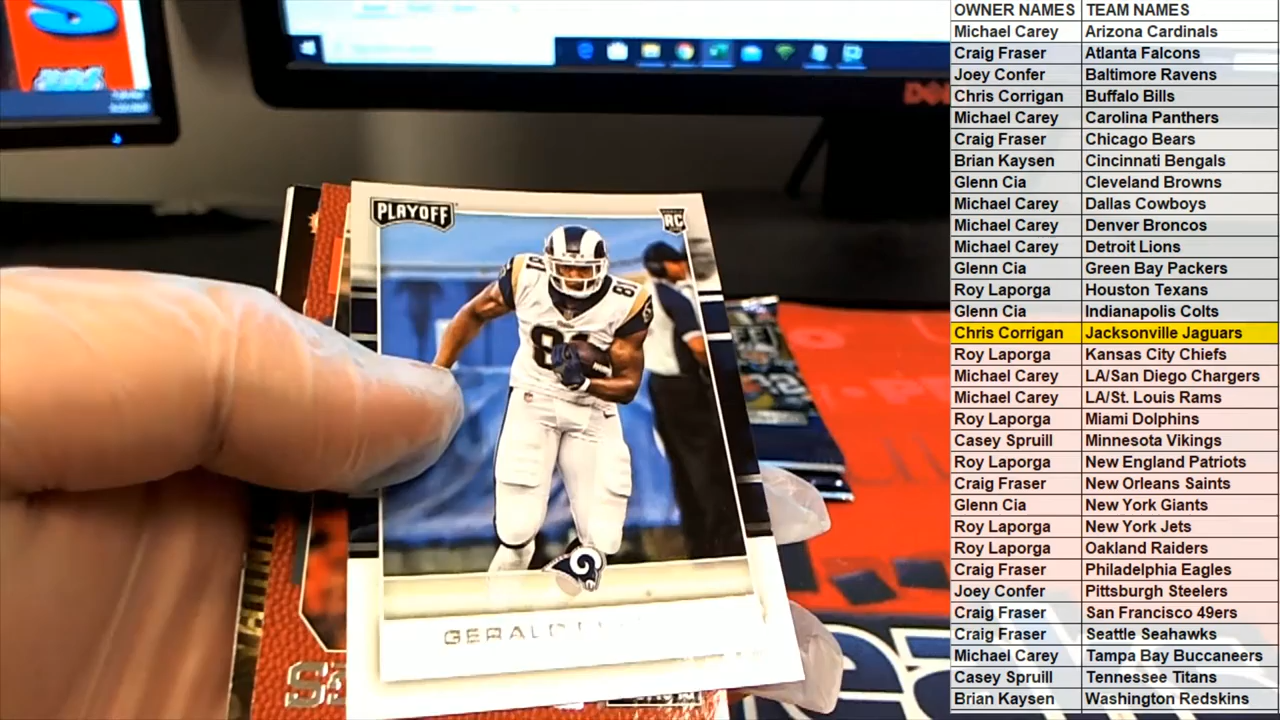 PLAYOFF
RC
81
81
81
GERALD
DELL
OWNER NAMES TEAM NAMES
Michael Carey Arizona Cardinals
Craig Fraser Atlanta Falcons
Joey Confer Baltimore Ravens
Chris Corrigan Buffalo Bills
Michael Carey Carolina Panthers
Craig Fraser Chicago Bears
Brian Kaysen Cincinnati Bengals
Glenn Cia Cleveland Browns
Michael Carey Dallas Cowboys
Michael Carey Denver Broncos
Michael Carey Detroit Lions
Glenn Cia Green Bay Packers
Roy Laporga Houston Texans
Glenn Cia Indianapolis Colts
Chris Corrigan Jacksonville Jaguars
Roy Laporga Kansas City Chiefs
Michael Carey LA/San Diego Chargers
Michael Carey LA/St. Louis Rams
Roy Laporga Miami Dolphins
Casey Spruill Minnesota Vikings
Roy Laporga New England Patriots
Craig Fraser New Orleans Saints
Glenn Cia New York Giants
Roy Laporga New York Jets
Roy Laporga Oakland Raiders
Craig Fraser Philadelphia Eagles
Joey Confer Pittsburgh Steelers
Craig Fraser San Francisco 49ers
Craig Fraser Seattle Seahawks
Michael Carey Tampa Bay Buccaneers
Casey Spruill Tennessee Titans
Brian Kaysen Washington Redskins